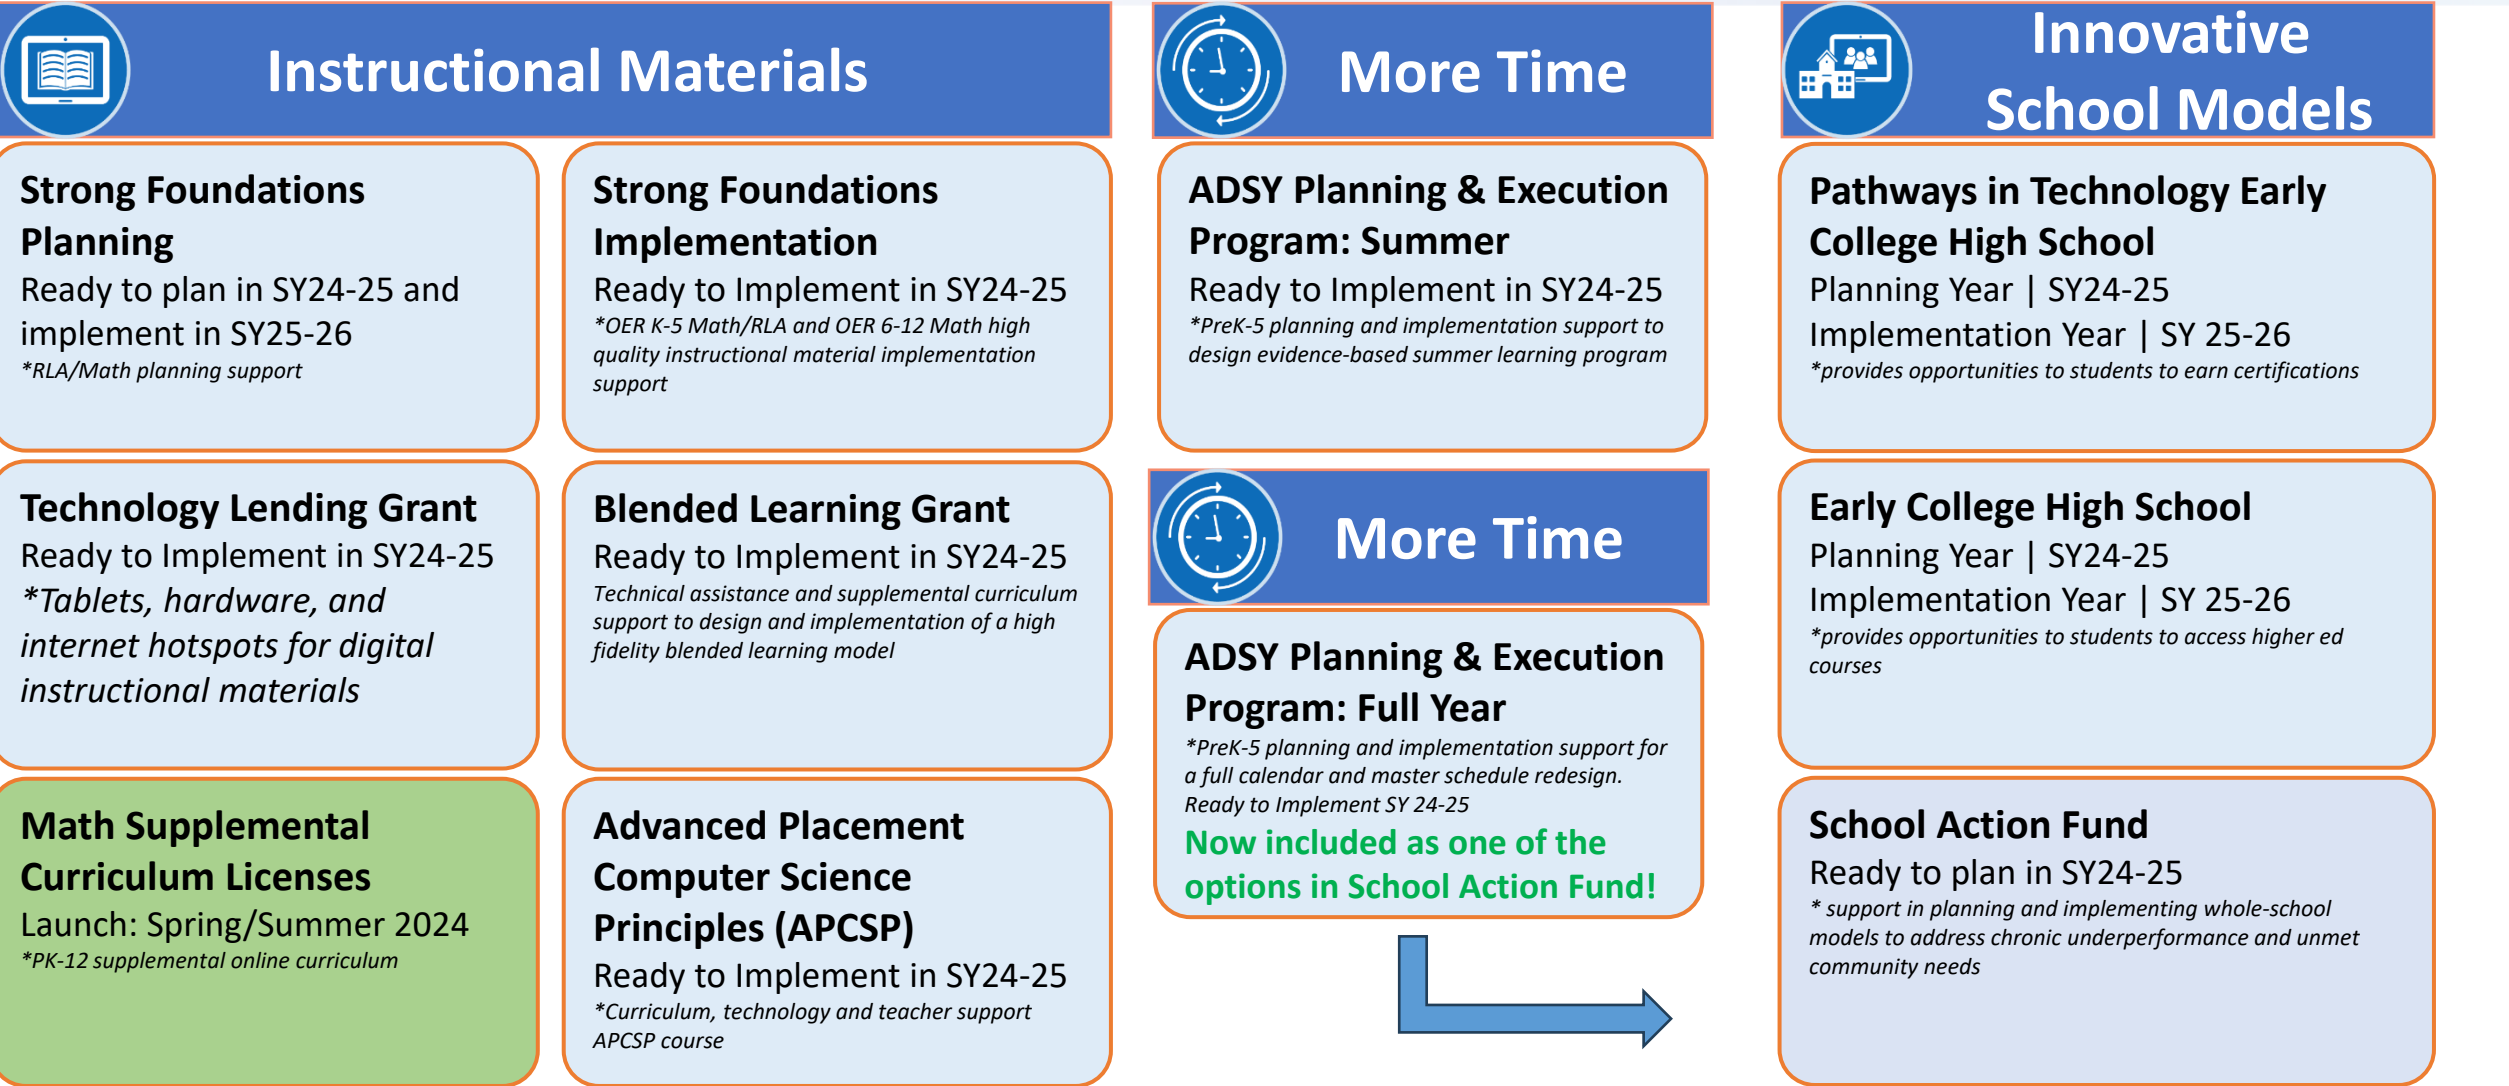 Instructional Materials
Strong Foundations
Planning
Ready to plan in SY24-25 and
implement in SY25-26
*RLA/Math planning support
Strong Foundations
Implementation
Ready to Implement in SY24-25
*OER K-5 Math/RLA and OER 6-12 Math high
quality instructional material implementation
support
Technology Lending Grant
Ready to Implement in SY24-25
*Tablets, hardware, and
internet hotspots for digital
instructional materials
Blended Learning Grant
Ready to Implement in SY24-25
Technical assistance and supplemental curriculum
support to design and implementation of a high
fidelity blended learning model
Math Supplemental
Curriculum Licenses
Launch: Spring/Summer 2024
*PK-12 supplemental online curriculum
Advanced Placement
Computer Science
Principles (APCSP)
Ready to Implement in SY24-25
*Curriculum, technology and teacher support
APCSP course
More Time
ADSY Planning & Execution
Program: Summer
Ready to Implement in SY24-25
*PreK-5 planning and implementation support to
design evidence-based summer learning program
More Time
ADSY Planning & Execution
Program: Full Year
*PreK-5 planning and implementation support for
a full calendar and master schedule redesign.
Ready to Implement SY 24-25
Now included as one of the
options in School Action Fund!
Innovative
School Models
Pathways in Technology Early
College High School
Planning Year | SY24-25
Implementation Year | SY 25-26
*provides opportunities to students to earn certifications
Early College High School
Planning Year | SY24-25
Implementation Year | SY 25-26
*provides opportunities to students to access higher ed
courses
School Action Fund
Ready to plan in SY24-25
* support in planning and implementing whole-school
models to address chronic underperformance and unmet
community needs